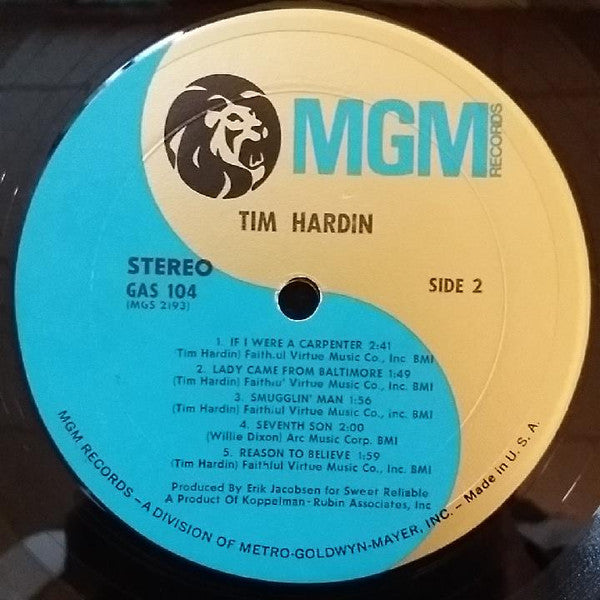 MGM
RECORDS
TIM HARDIN
STEREO
GAS 104
(MGS 2193)
SIDE 2
1. IF I WERE A CARPENTER 2:41
(Tim Hardin) Faith.ul Virtue Music Co., Inc. BMI
2. LADY CAME FROM BALTIMORE 1:49
(Tim Hardin) Faithiu' Virtue Music Co., Inc. BMI
3. SMUGGLIN' MAN 1:56
(Tim Hardin) Faithful Virtue Music Co., inc. BMI
4. SEVENTH SON 2:00
(Willie Dixon) Arc Music Corp. BMI
5. REASON TO BELIEVE 1:59
(Tim Hardin) Faithful Virtue Music Co., Inc. BMI
Produced By Erik Jacobsen for Sweet Reliable
A Product Of Koppelman - Rubin Associates, Inc
MGM RECORDS – A DIVISION OF METRO-GOLDWYN-MAYER, INC. – Made in U. S. A.